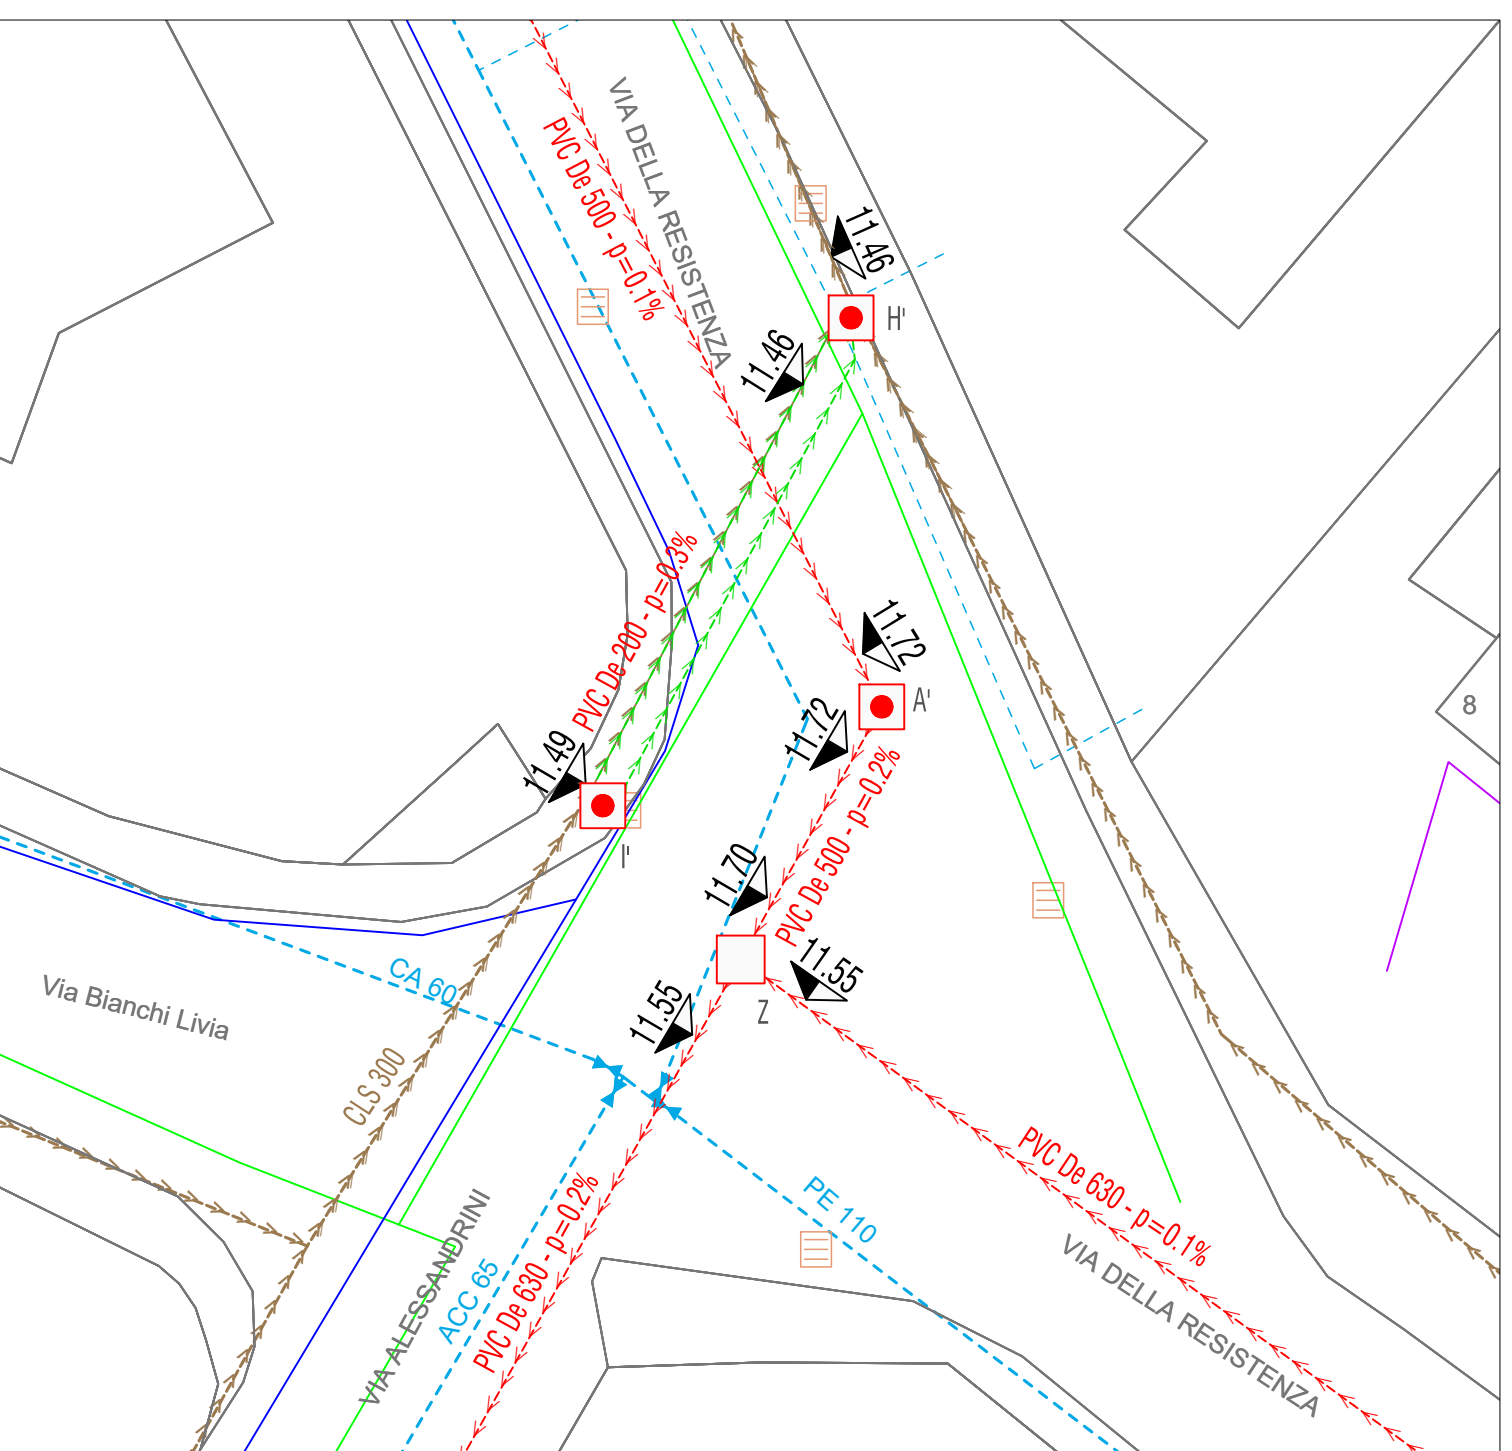 VIA DELLA RESISTENZA
PVC De 500 - p=0.1%
11.46
H'
11.46
PVC De 200 - p=0.3%
11.72
A'
11.72
8
11.49
I'
PVC De 500 - p=0.2%
11.70
11.55
Z
11.55
CA 60
Via Bianchi Livia
CLS 300
PVC De 630 - p=0.1%
PE 110
VIA DELLA RESISTENZA
VIA ALESSANDRINI
ACC 65
PVC De 630 - p=0.2%